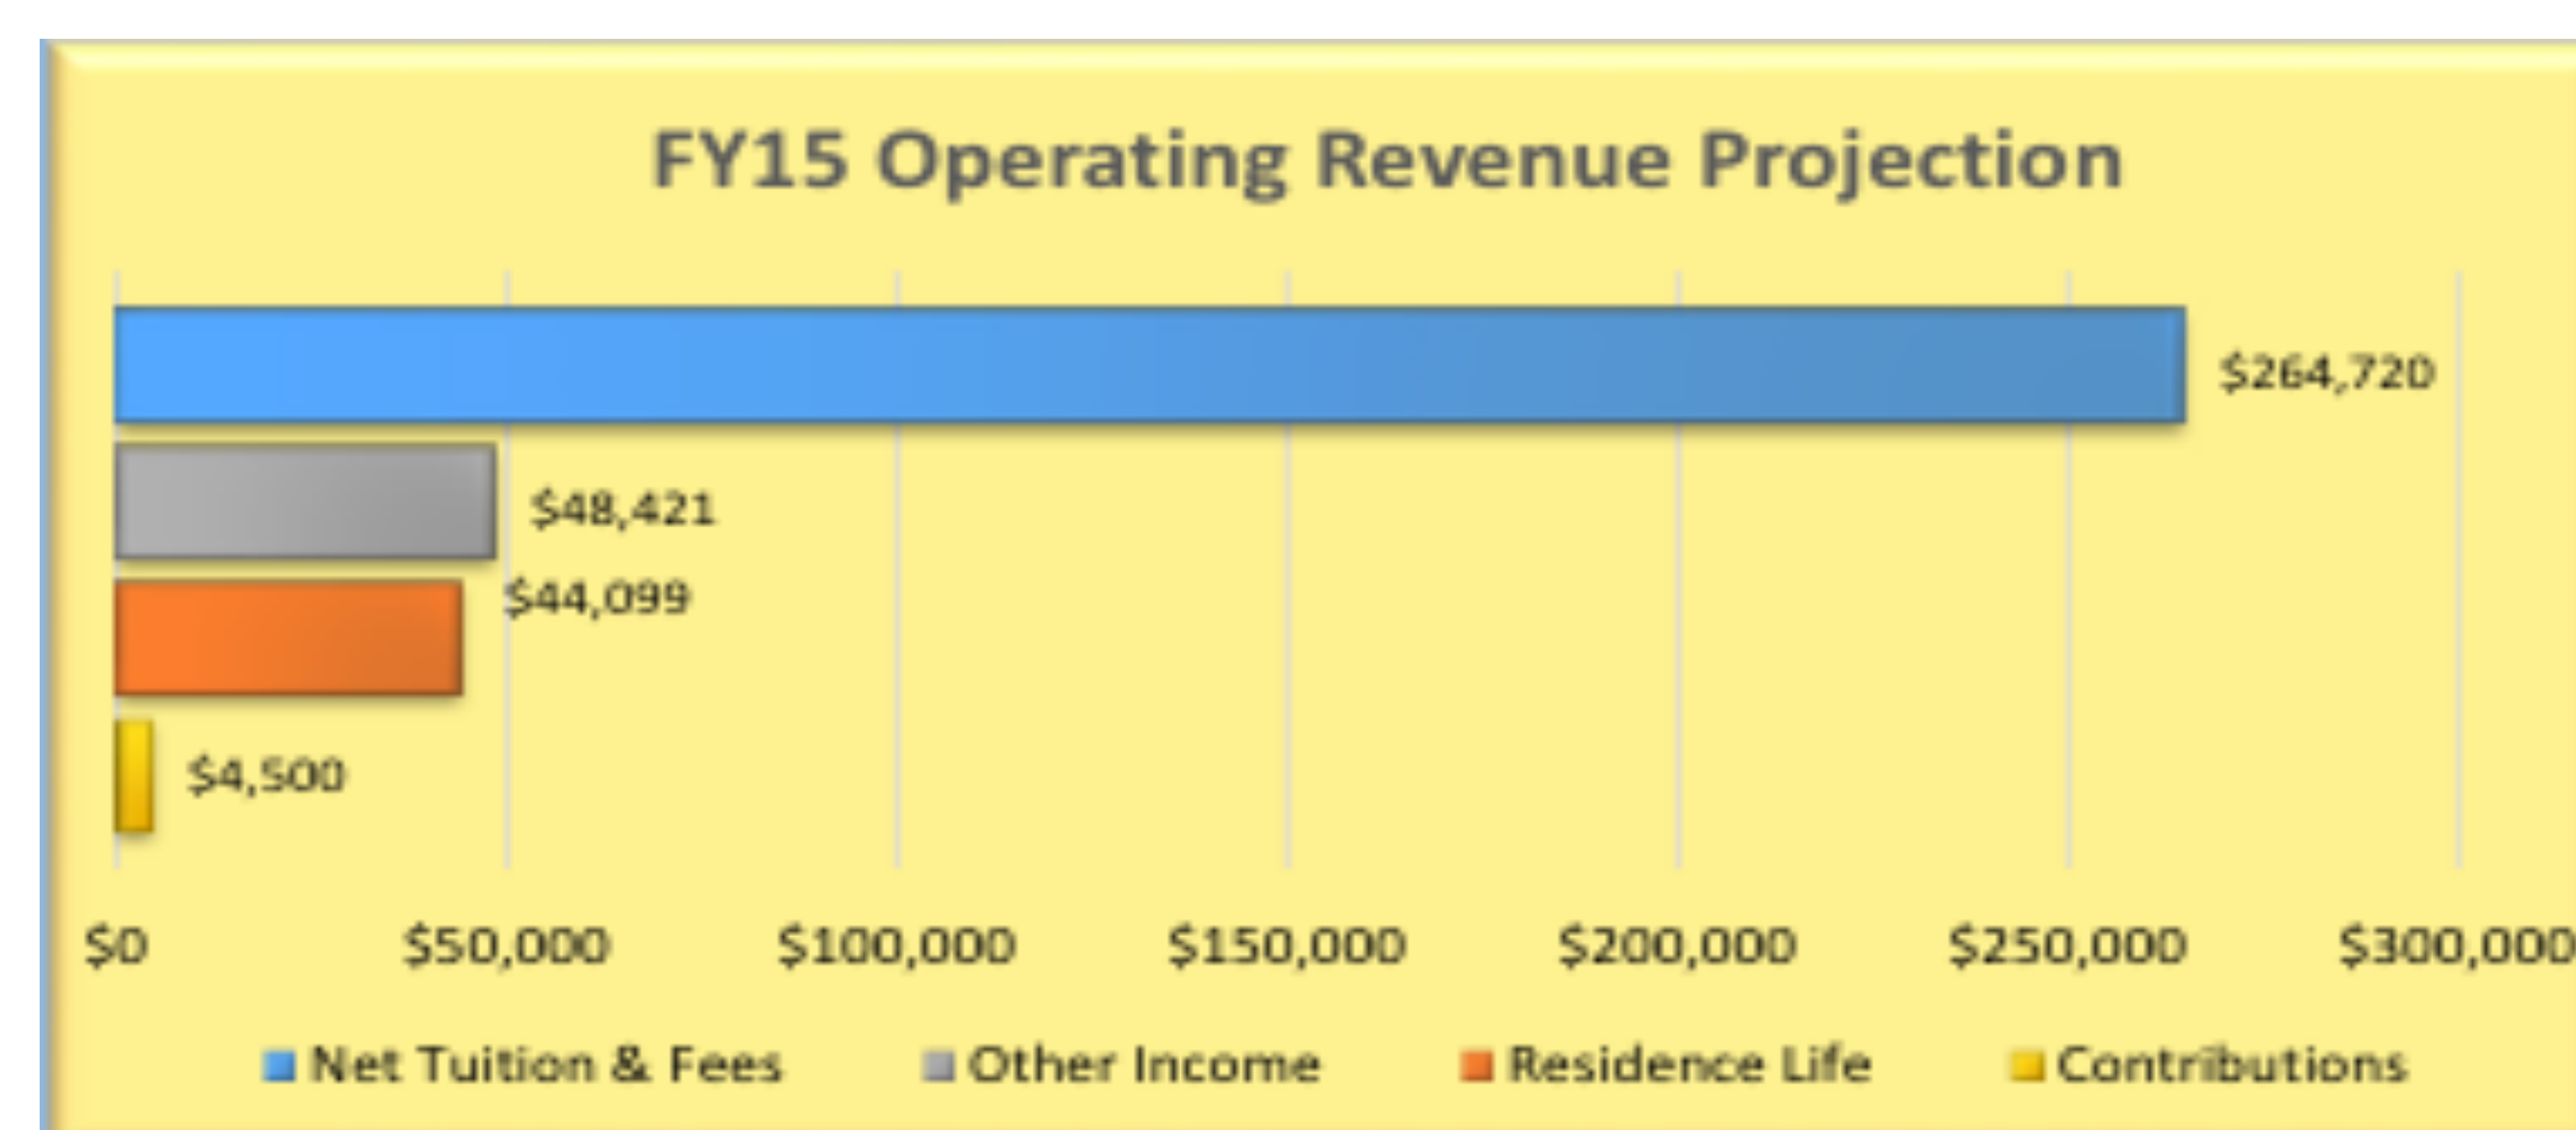 FY15 Operating Revenue Projection
$264,720
$48,421
$44,099
$4,500
$0 $50,000 $100,000 $150,000 $200,000 $250,000 $300,000
Net Tuition & Fees Other Income Residence Life Contributions